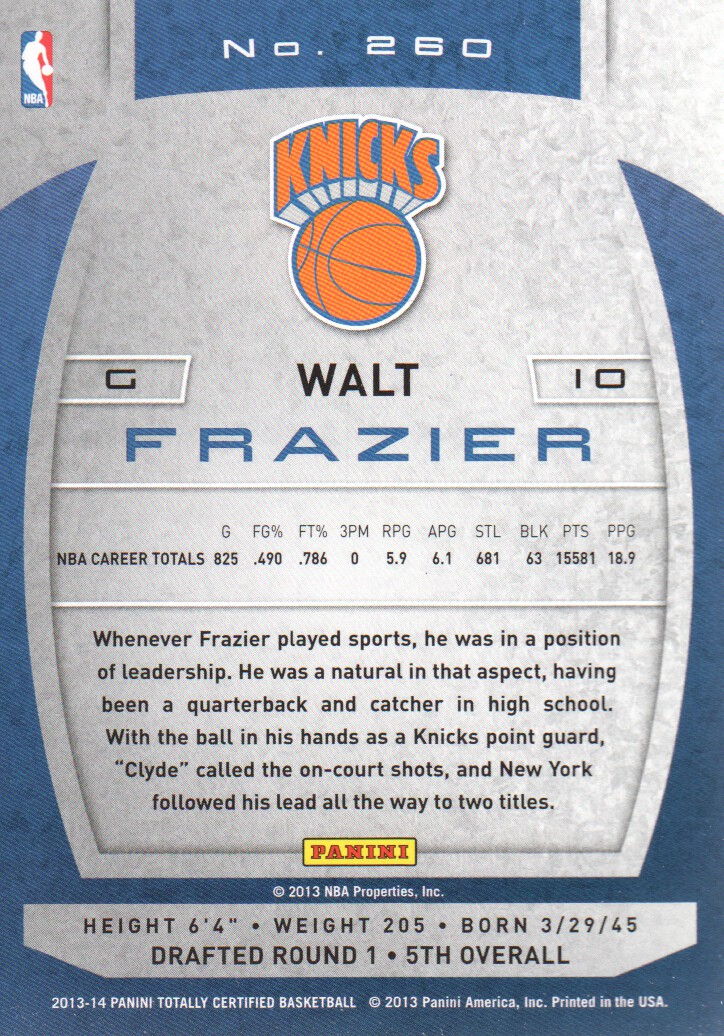 No. 260
NBA
KNICKS
G
WALT
10
FRAZIER
G FG% FT% 3PM RPG APG STL BLK PTS PPG
NBA CAREER TOTALS 825 .490 .786 0 5.9 6.1 681 63 15581 18.9
Whenever Frazier played sports, he was in a position
of leadership. He was a natural in that aspect, having
been a quarterback and catcher in high school.
With the ball in his hands as a Knicks point guard,
“Clyde” called the on-court shots, and New York
followed his lead all the way to two titles.
PANINI
© 2013 NBA Properties, Inc.
HEIGHT 6'4" • WEIGHT 205 • BORN 3/29/45
DRAFTED ROUND 1 • 5TH OVERALL
2013-14 PANINI TOTALLY CERTIFIED BASKETBALL © 2013 Panini America, Inc. Printed in the USA.